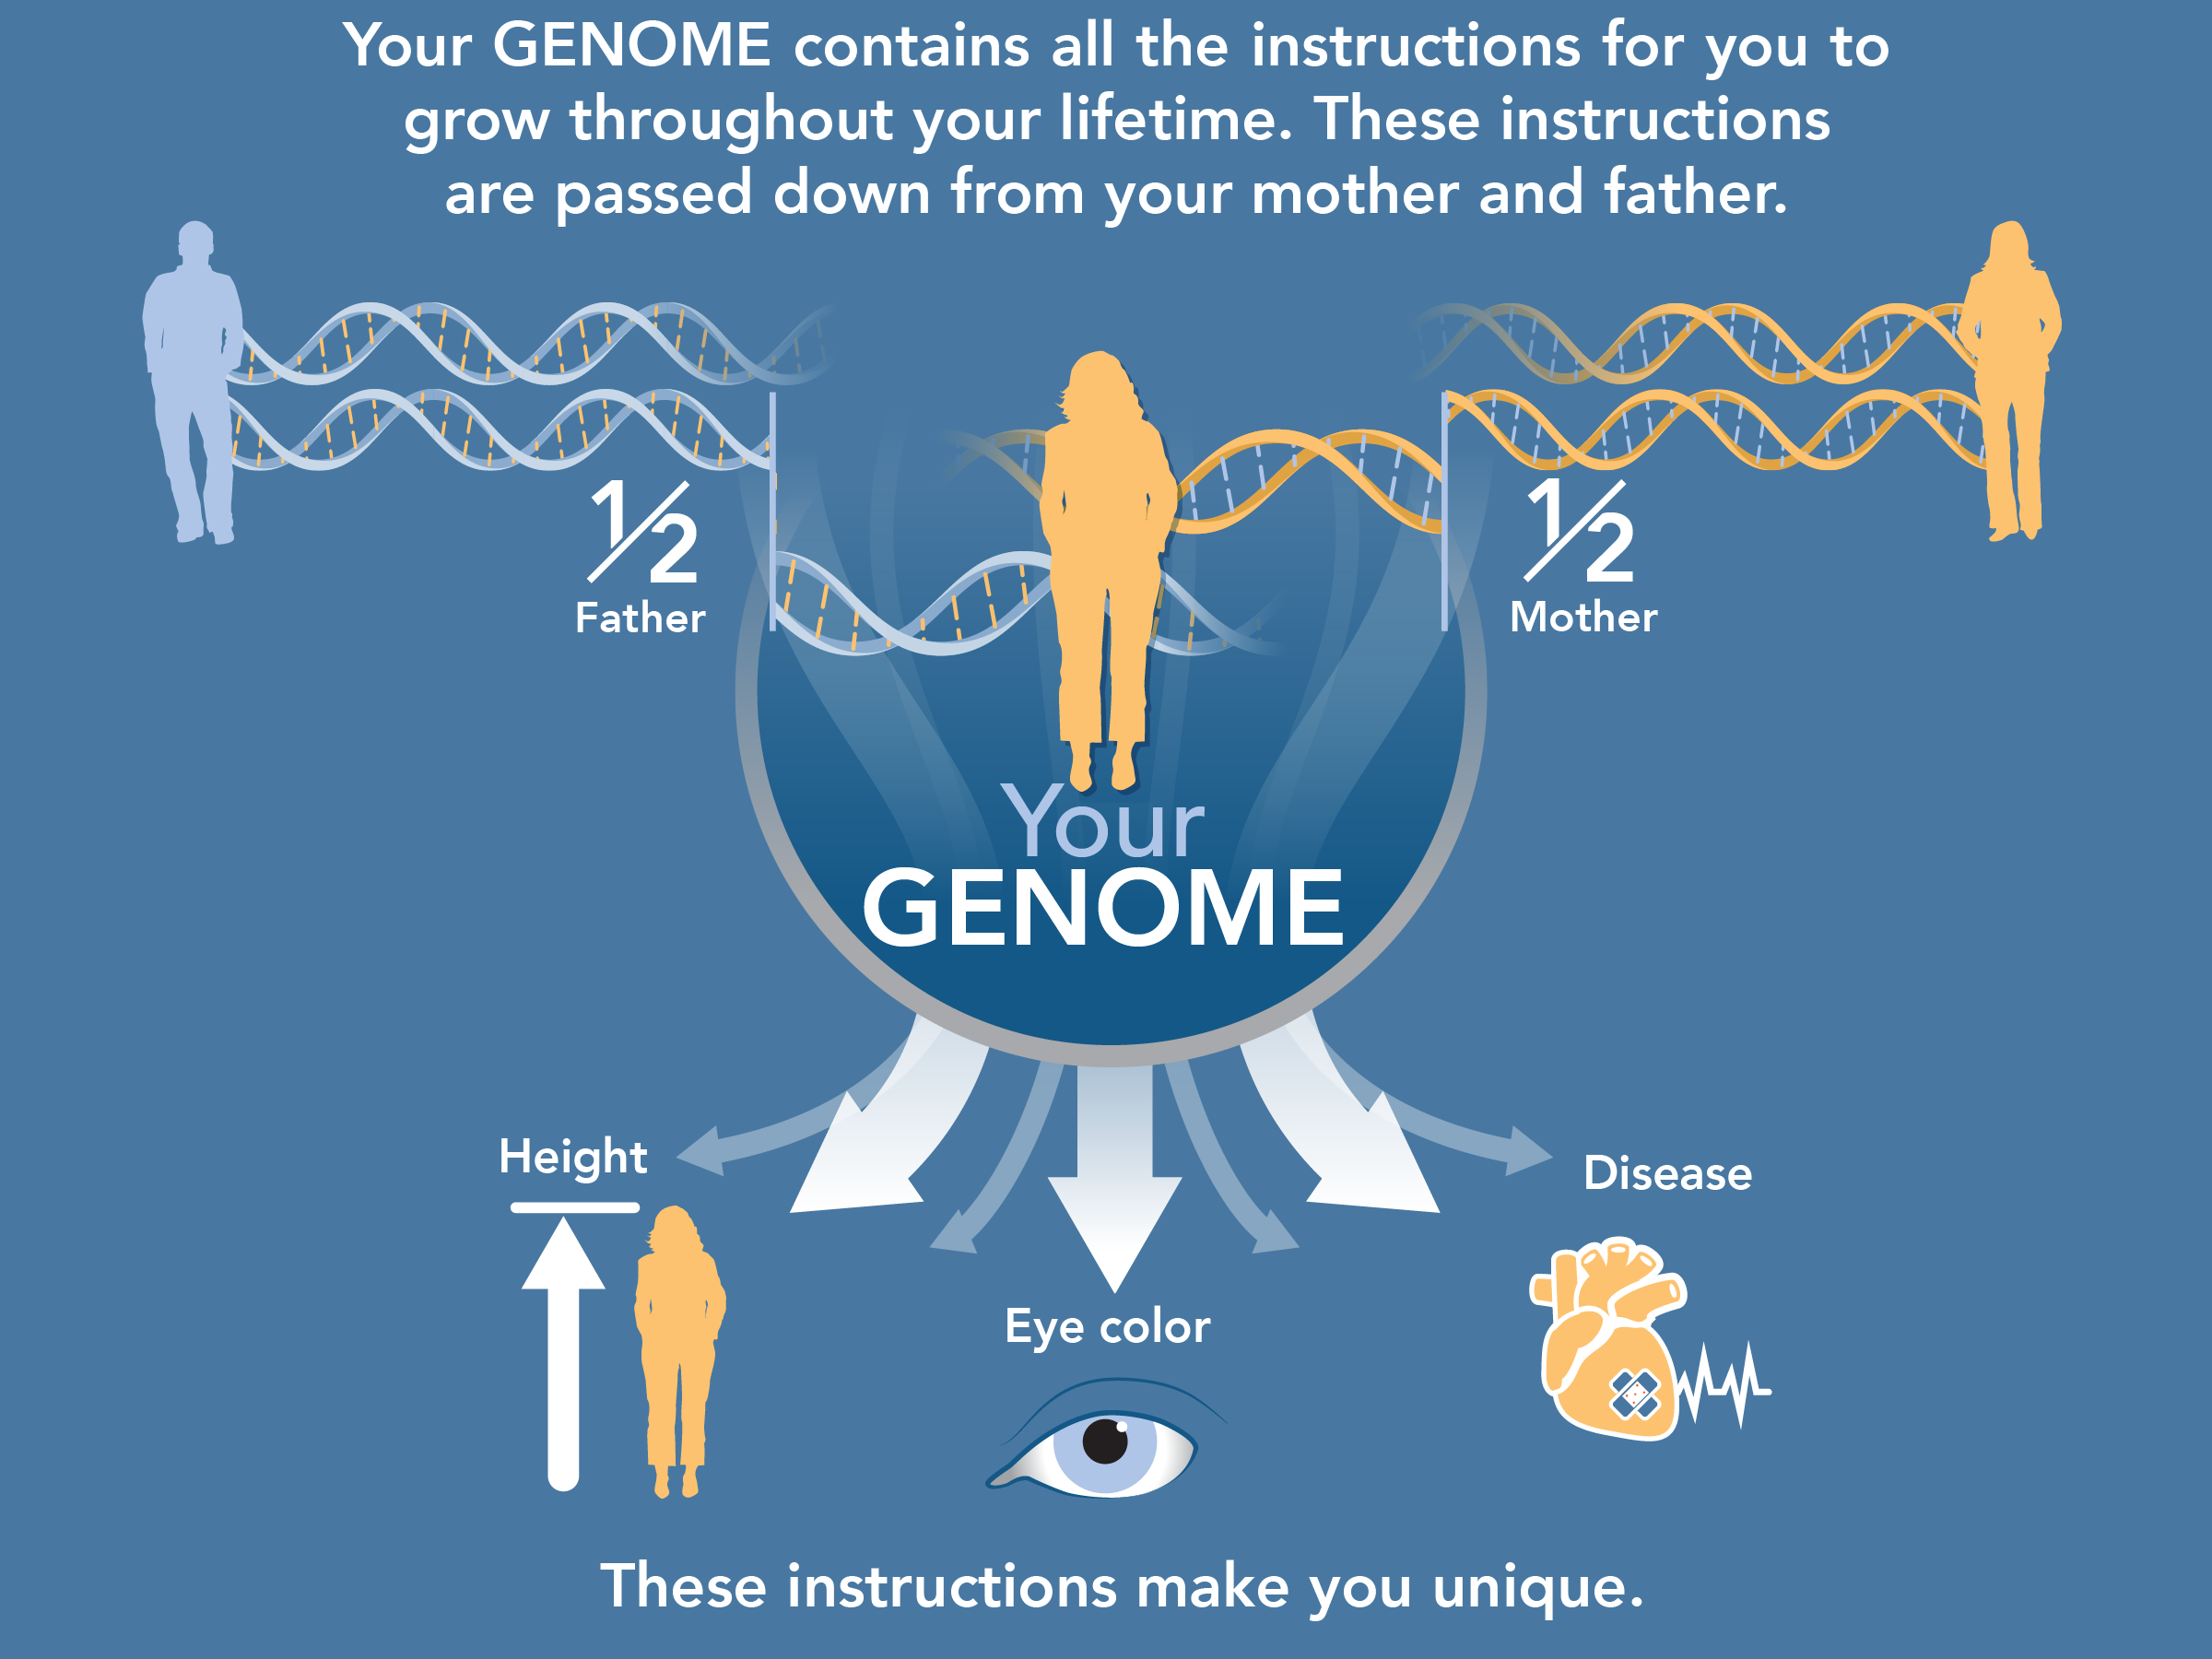 Your GENOME contains all the instructions for you to
grow throughout your lifetime. These instructions
are passed down from your mother and father.
½
Father
½
Mother
Your
GENOME
Height
Disease
Eye color
These instructions make you unique.